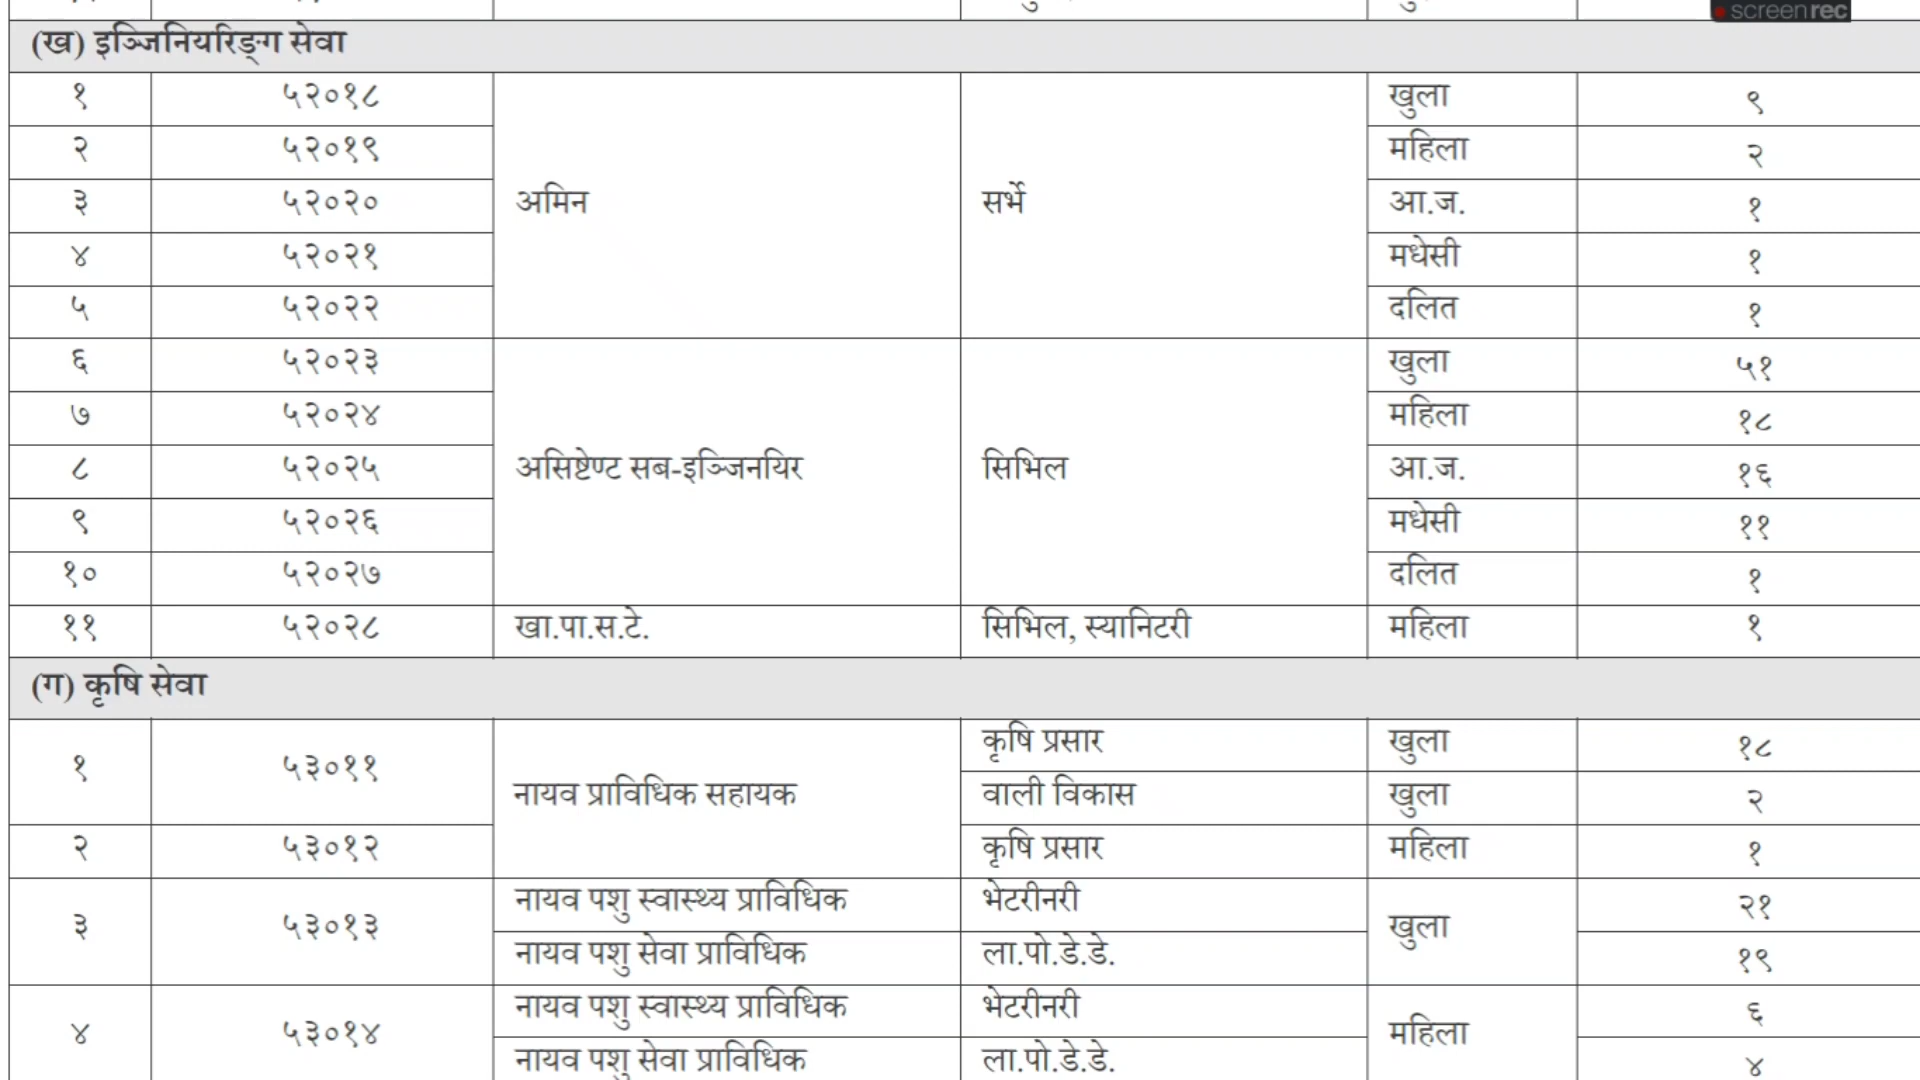 screenrec
(ख) इञ्जिनियरिङ्ग सेवा
१ ५२०१८ खुला ९
२ ५२०१९ महिला २
३ ५२०२० अमिन सर्भे आ.ज. १
४ ५२०२१ मधेसी १
५ ५२०२२ दलित १
६ ५२०२३ खुला ५१
७ ५२०२४ महिला १८
८ ५२०२५ असिष्टेण्ट सब-इञ्जिनयिर सिभिल आ.ज. १६
९ ५२०२६ मधेसी ११
१० ५२०२७ दलित १
११ ५२०२८ खा.पा.स.टे. सिभिल, स्यानिटरी महिला १
(ग) कृषि सेवा
१ ५३०११ नायव प्राविधिक सहायक कृषि प्रसार खुला १८
वाली विकास खुला २
२ ५३०१२ कृषि प्रसार महिला १
३ ५३०१३ नायव पशु स्वास्थ्य प्राविधिक भेटरीनरी खुला २१
नायव पशु सेवा प्राविधिक ला.पो.डे.डे. १९
४ ५३०१४ नायव पशु स्वास्थ्य प्राविधिक भेटरीनरी महिला ६
नायव पशु सेवा प्राविधिक ला.पो.डे.डे. ४